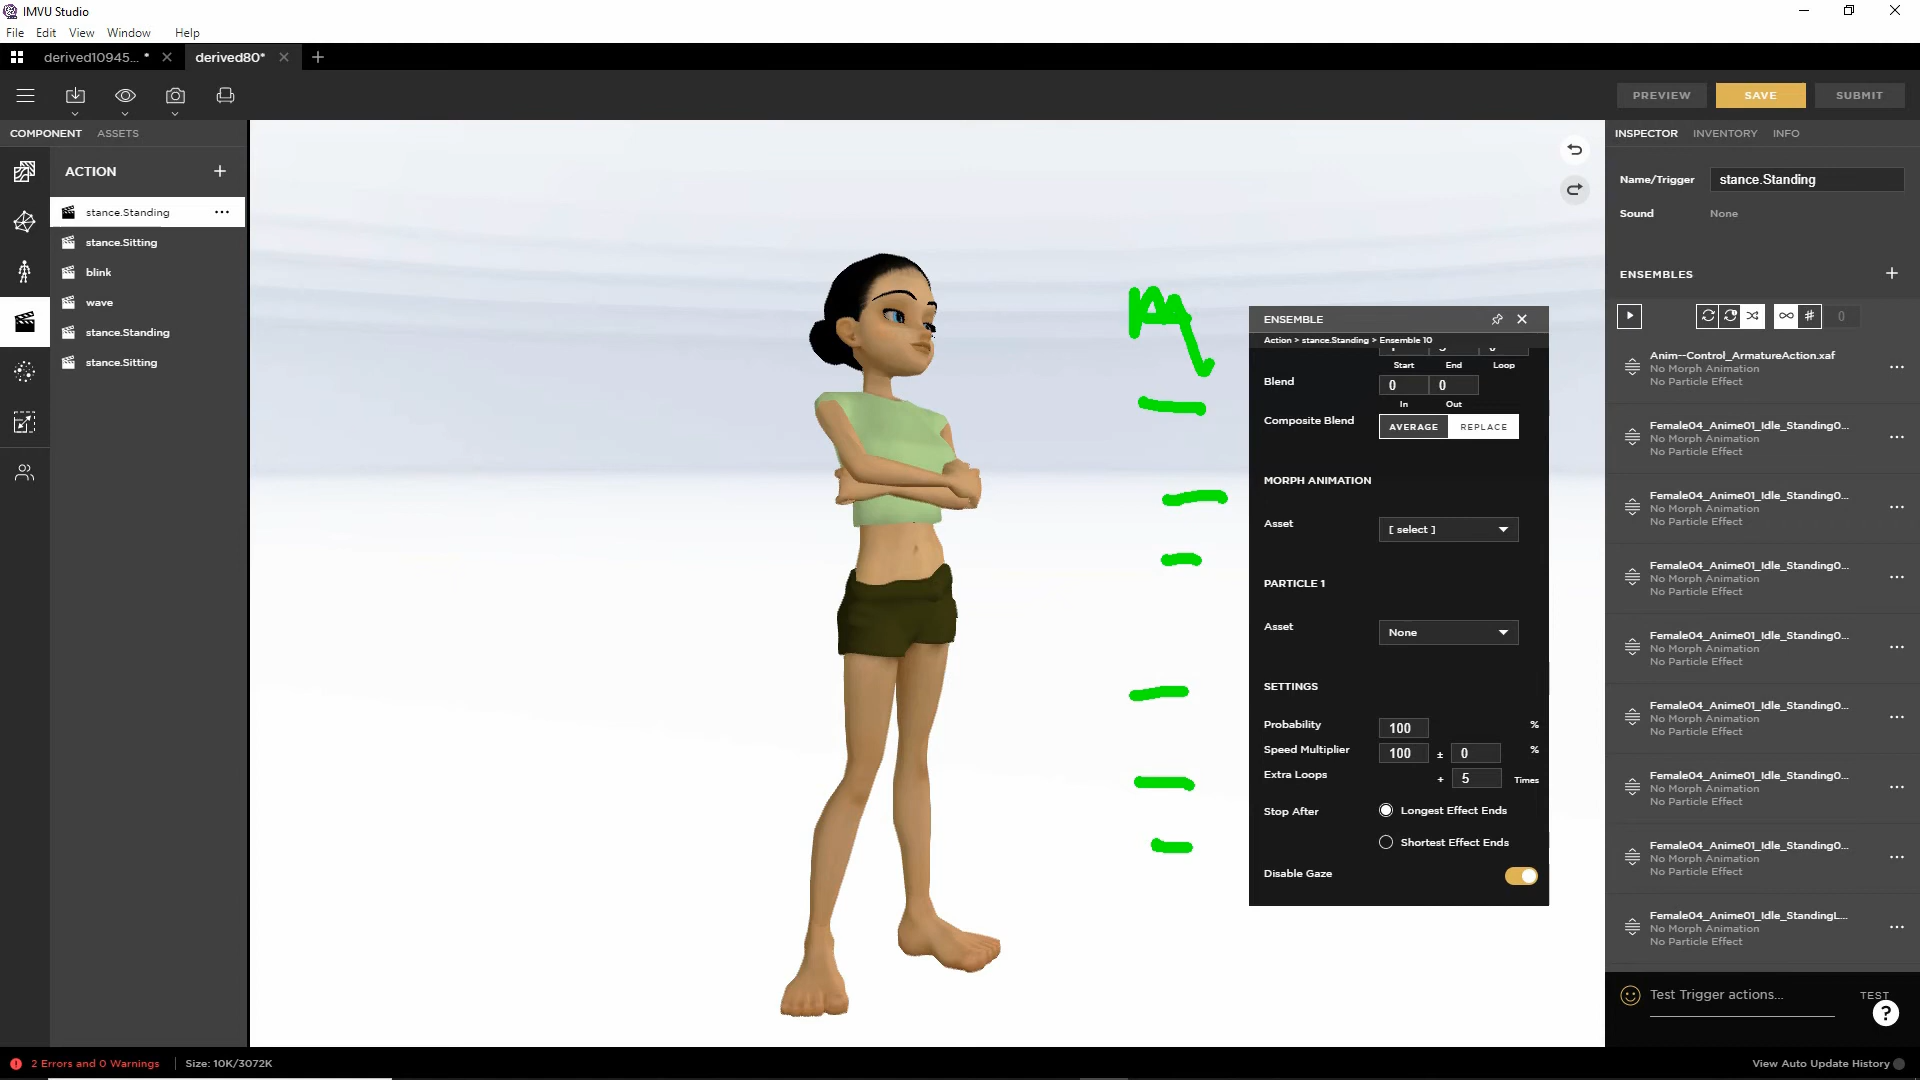 IMVU Studio
File Edit View Window Help
derived10945... * derived80*
PREVIEW SAVE SUBMIT
COMPONENT ASSETS
INSPECTOR INVENTORY INFO
ACTION
stance.Standing
stance.Sitting
blink
wave
stance.Standing
stance.Sitting
ENSEMBLE
Action > stance.Standing > Ensemble 10
Start End Loop
Blend 0 0
In Out
Composite Blend AVERAGE REPLACE
MORPH ANIMATION
Asset [ select ]
PARTICLE 1
Asset None
SETTINGS
Probability 100 %
Speed Multiplier 100 ± 0 %
Extra Loops + 5 Times
Stop After Longest Effect Ends
Shortest Effect Ends
Disable Gaze
Name/Trigger stance.Standing
Sound None
ENSEMBLES
# 0
Anim--Control_ArmatureAction.xaf
No Morph Animation
No Particle Effect
Female04_Anime01_Idle_Standing0...
No Morph Animation
No Particle Effect
Female04_Anime01_Idle_Standing0...
No Morph Animation
No Particle Effect
Female04_Anime01_Idle_Standing0...
No Morph Animation
No Particle Effect
Female04_Anime01_Idle_Standing0...
No Morph Animation
No Particle Effect
Female04_Anime01_Idle_Standing0...
No Morph Animation
No Particle Effect
Female04_Anime01_Idle_Standing0...
No Morph Animation
No Particle Effect
Female04_Anime01_Idle_Standing0...
No Morph Animation
No Particle Effect
Female04_Anime01_Idle_StandingL...
No Morph Animation
No Particle Effect
Test Trigger actions... TEST
?
2 Errors and 0 Warnings Size: 10K/3072K
View Auto Update History